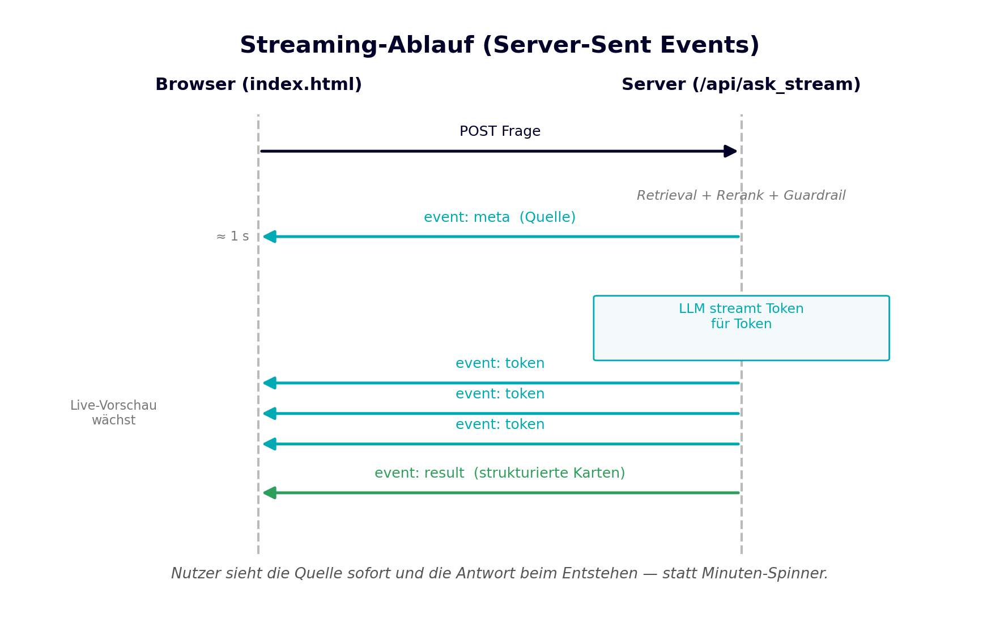 Streaming-Ablauf (Server-Sent Events)
Browser (index.html)
Server (/api/ask_stream)
POST Frage
Retrieval + Rerank + Guardrail
event: meta  (Quelle)
≈ 1 s
LLM streamt Token
für Token
event: token
event: token
Live-Vorschau
wächst
event: token
event: result  (strukturierte Karten)
Nutzer sieht die Quelle sofort und die Antwort beim Entstehen — statt Minuten-Spinner.